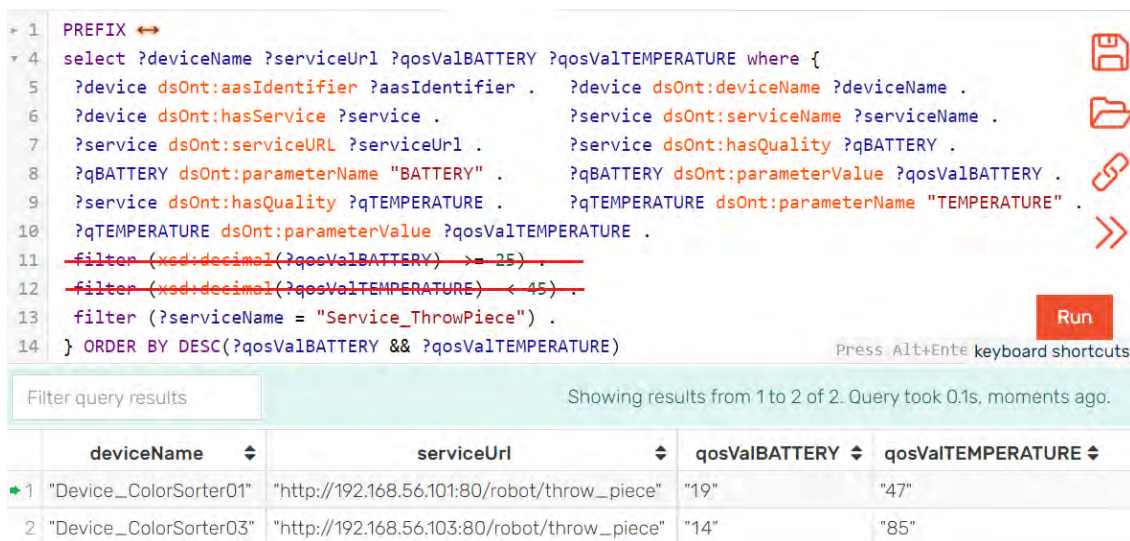 1 PREFIX
4 select ?deviceName ?serviceUrl ?qosValBATTERY ?qosValTEMPERATURE where {
5 ?device dsOnt:aasIdentifier ?aasIdentifier . ?device dsOnt:deviceName ?deviceName .
6 ?device dsOnt:hasService ?service . ?service dsOnt:serviceName ?serviceName .
7 ?service dsOnt:serviceURL ?serviceUrl . ?service dsOnt:hasQuality ?qBATTERY .
8 ?qBATTERY dsOnt:parameterName "BATTERY" . ?qBATTERY dsOnt:parameterValue ?qosValBATTERY .
9 ?service dsOnt:hasQuality ?qTEMPERATURE . ?qTEMPERATURE dsOnt:parameterName "TEMPERATURE" .
10 ?qTEMPERATURE dsOnt:parameterValue ?qosValTEMPERATURE .
11 filter (xsd:decimal(?qosValBATTERY) >= 25) .
12 filter (xsd:decimal(?qosValTEMPERATURE) < 45) .
13 filter (?serviceName = "Service_ThrowPiece") .
Run
14 } ORDER BY DESC(?qosValBATTERY && ?qosValTEMPERATURE)
Press Alt+Ente keyboard shortcuts
Filter query results
Showing results from 1 to 2 of 2. Query took 0.1s, moments ago.
deviceName serviceUrl qosValBATTERY qosValTEMPERATURE
1 "Device_ColorSorter01" "http://192.168.56.101:80/robot/throw_piece" "19" "47"
2 "Device_ColorSorter03" "http://192.168.56.103:80/robot/throw_piece" "14" "85"